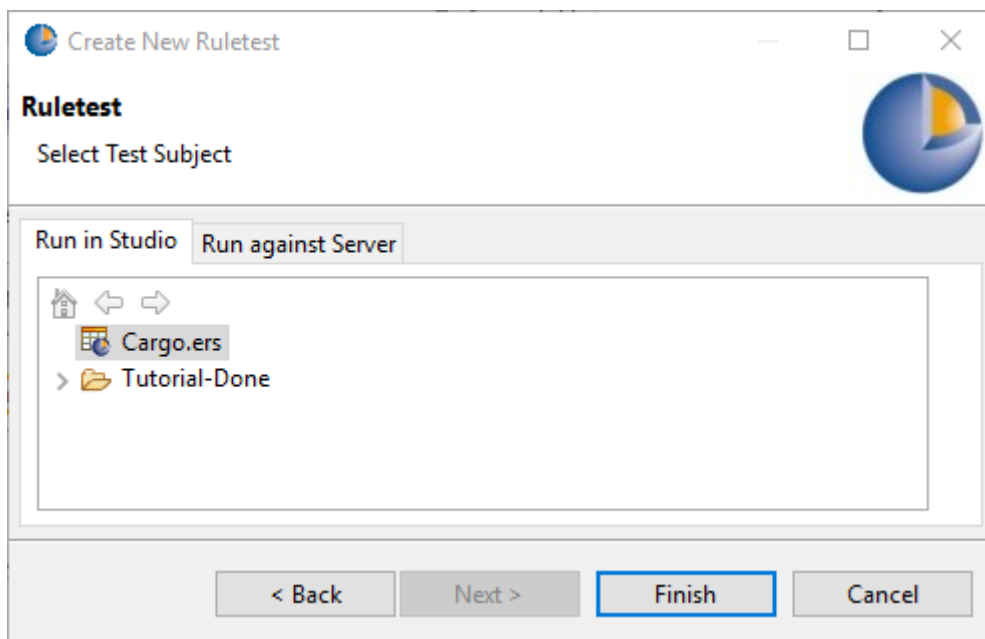 Create New Ruletest
Ruletest
Select Test Subject
Run in Studio Run against Server
Cargo.ers
Tutorial-Done
< Back Next > Finish Cancel